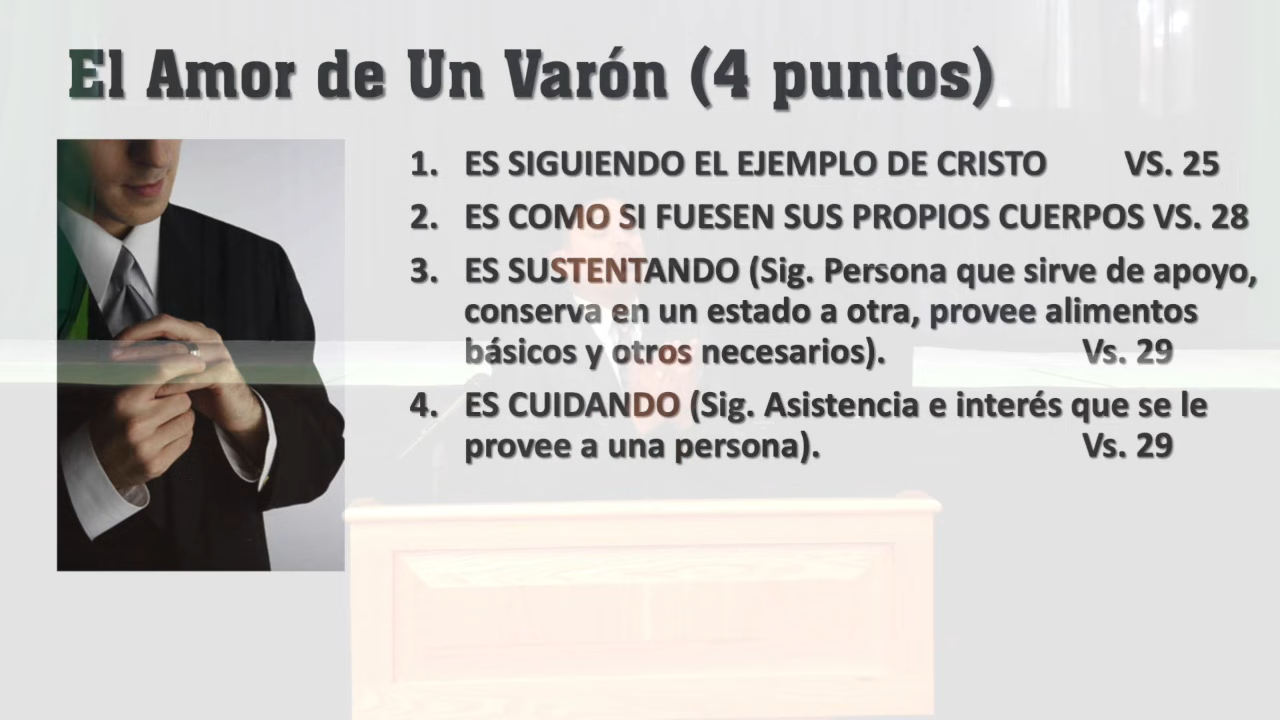 El Amor de Un Varón (4 puntos)
1. ES SIGUIENDO EL EJEMPLO DE CRISTO VS. 25
2. ES COMO SI FUESEN SUS PROPIOS CUERPOS VS. 28
3. ES SUSTENTANDO (Sig. Persona que sirve de apoyo,
conserva en un estado a otra, provee alimentos
básicos y otros necesarios). Vs. 29
4. ES CUIDANDO (Sig. Asistencia e interés que se le
provee a una persona). Vs. 29